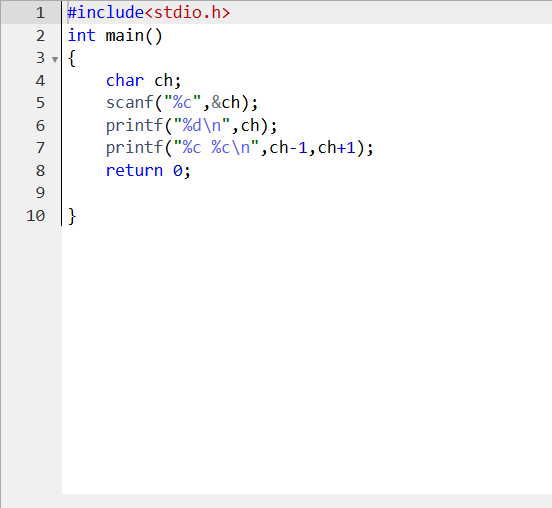 1 #include<stdio.h>
2 int main()
3 {
4     char ch;
5     scanf("%c",&ch);
6     printf("%d\n",ch);
7     printf("%c %c\n",ch-1,ch+1);
8     return 0;
9
10 }